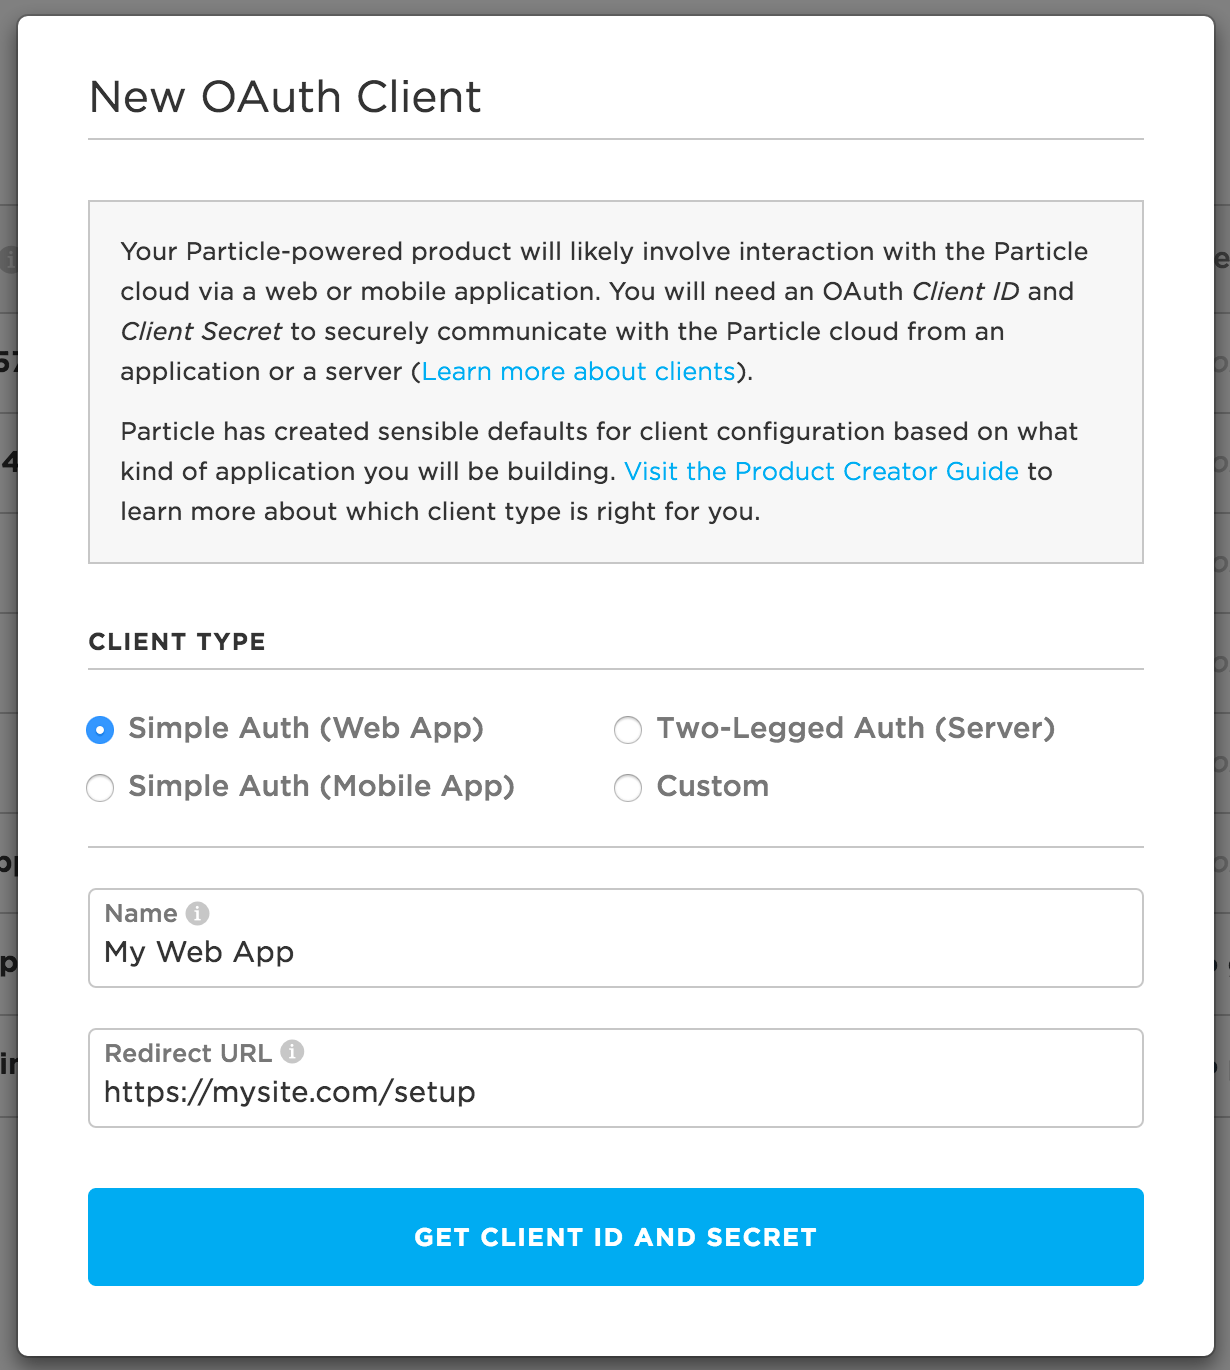 New OAuth Client
Your Particle-powered product will likely involve interaction with the Particle
cloud via a web or mobile application. You will need an OAuth Client ID and
Client Secret to securely communicate with the Particle cloud from an
application or a server (Learn more about clients).
Particle has created sensible defaults for client configuration based on what
kind of application you will be building. Visit the Product Creator Guide to
learn more about which client type is right for you.
CLIENT TYPE
Simple Auth (Web App)
Two-Legged Auth (Server)
Simple Auth (Mobile App)
Custom
Name
My Web App
Redirect URL
https://mysite.com/setup
GET CLIENT ID AND SECRET